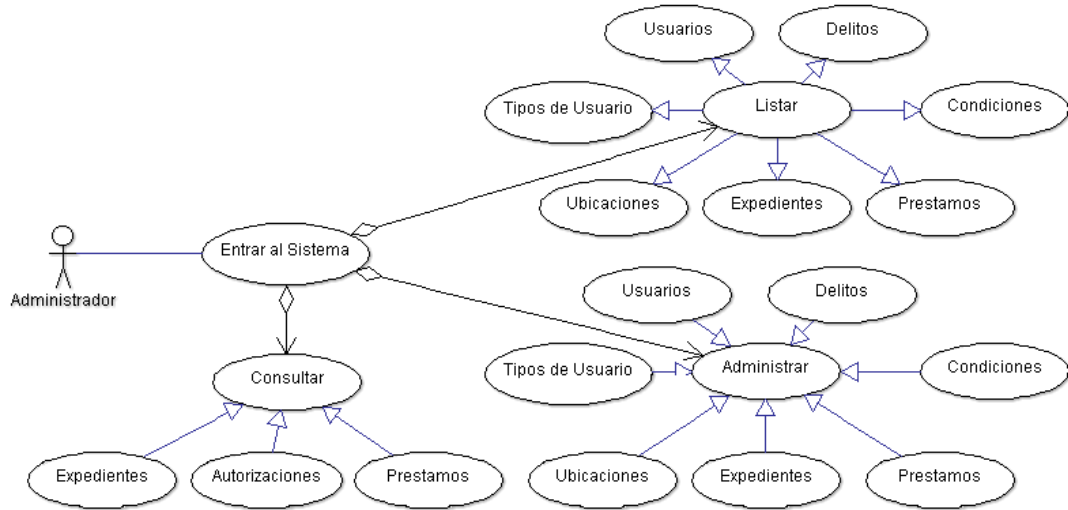 Usuarios
Delitos
Tipos de Usuario
Listar
Condiciones
Ubicaciones
Expedientes
Prestamos
Entrar al Sistema
Administrador
Usuarios
Delitos
Tipos de Usuario
Administrar
Condiciones
Consultar
Ubicaciones
Expedientes
Prestamos
Expedientes
Autorizaciones
Prestamos